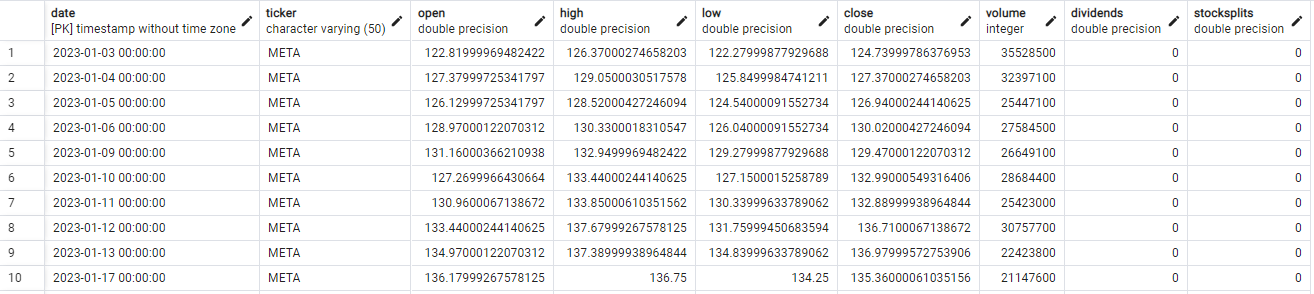 date ticker open high low close volume dividends stocksplits
[PK] timestamp without time zone character varying (50) double precision double precision double precision double precision integer double precision double precision
1 2023-01-03 00:00:00 META 122.81999969482422 126.37000274658203 122.27999877929688 124.73999786376953 35528500 0 0
2 2023-01-04 00:00:00 META 127.37999725341797 129.0500030517578 125.8499984741211 127.37000274658203 32397100 0 0
3 2023-01-05 00:00:00 META 126.12999725341797 128.52000427246094 124.54000091552734 126.94000244140625 25447100 0 0
4 2023-01-06 00:00:00 META 128.97000122070312 130.3300018310547 126.04000091552734 130.02000427246094 27584500 0 0
5 2023-01-09 00:00:00 META 131.16000366210938 132.9499969482422 129.27999877929688 129.47000122070312 26649100 0 0
6 2023-01-10 00:00:00 META 127.2699966430664 133.44000244140625 127.1500015258789 132.99000549316406 28684400 0 0
7 2023-01-11 00:00:00 META 130.9600067138672 133.85000610351562 130.33999633789062 132.88999938964844 25423000 0 0
8 2023-01-12 00:00:00 META 133.44000244140625 137.67999267578125 131.75999450683594 136.7100067138672 30757700 0 0
9 2023-01-13 00:00:00 META 134.97000122070312 137.38999938964844 134.83999633789062 136.97999572753906 22423800 0 0
10 2023-01-17 00:00:00 META 136.17999267578125 136.75 134.25 135.36000061035156 21147600 0 0